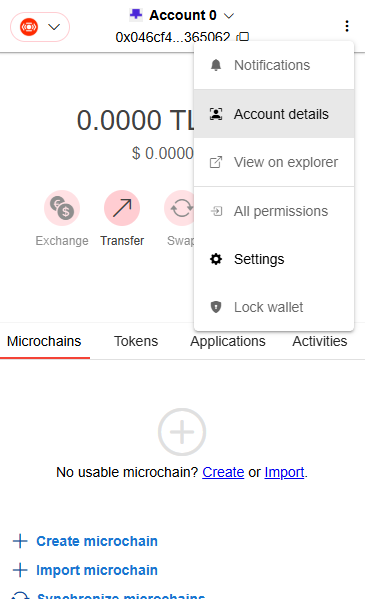 Account 0
0x046cf4...365062
Notifications
Account details
View on explorer
All permissions
Settings
Lock wallet
0.0000 TL
$ 0.0000
Exchange
Transfer
Swap
Microchains
Tokens
Applications
Activities
No usable microchain? Create or Import.
Create microchain
Import microchain
Synchronize microchains